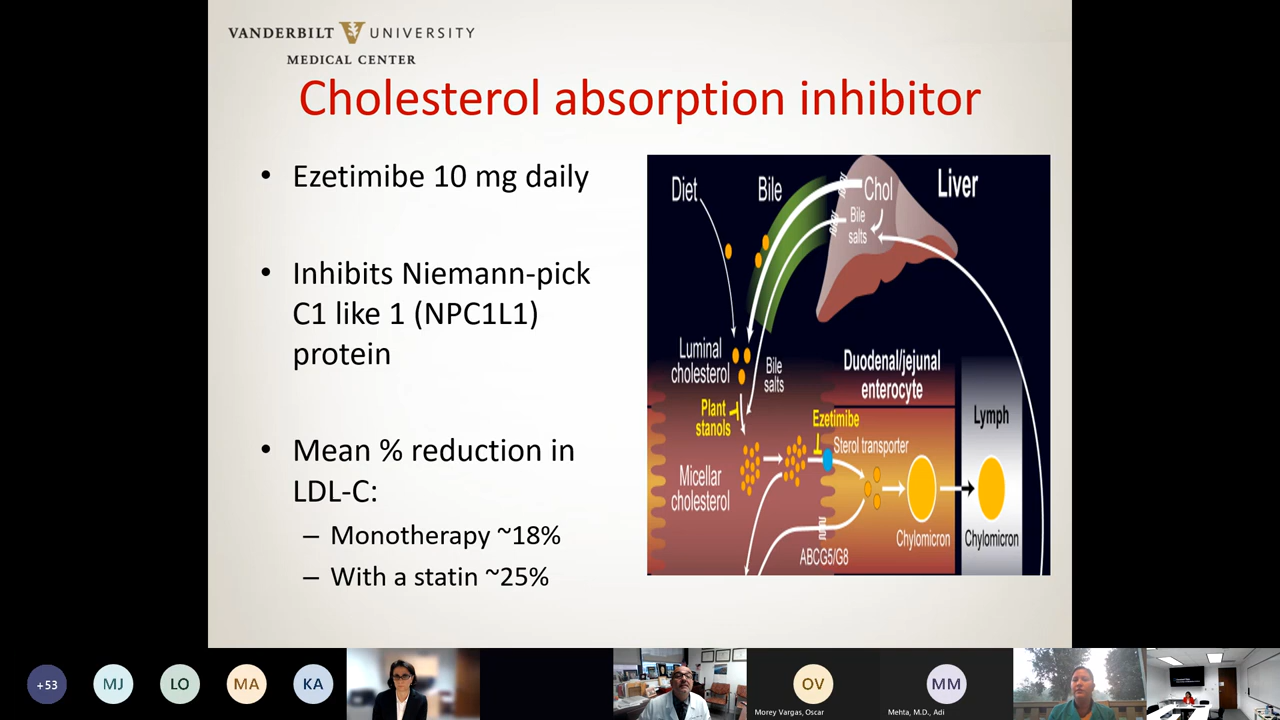 VANDERBILT UNIVERSITY
MEDICAL CENTER
Cholesterol absorption inhibitor
• Ezetimibe 10 mg daily
• Inhibits Niemann-pick
C1 like 1 (NPC1L1)
protein
• Mean % reduction in
LDL-C:
– Monotherapy ~18%
– With a statin ~25%
Diet
Bile
Chol
Liver
Bile
salts
Luminal
cholesterol
Bile
salts
Duodenal/jejunal
enterocyte
Plant
stanols
Ezetimibe
Sterol transporter
Lymph
Micellar
cholesterol
Chylomicron
Chylomicron
ABCG5/G8
+53
MJ
LO
MA
KA
OV
Morey Vargas, Oscar
MM
Mehta, M.D., Adi